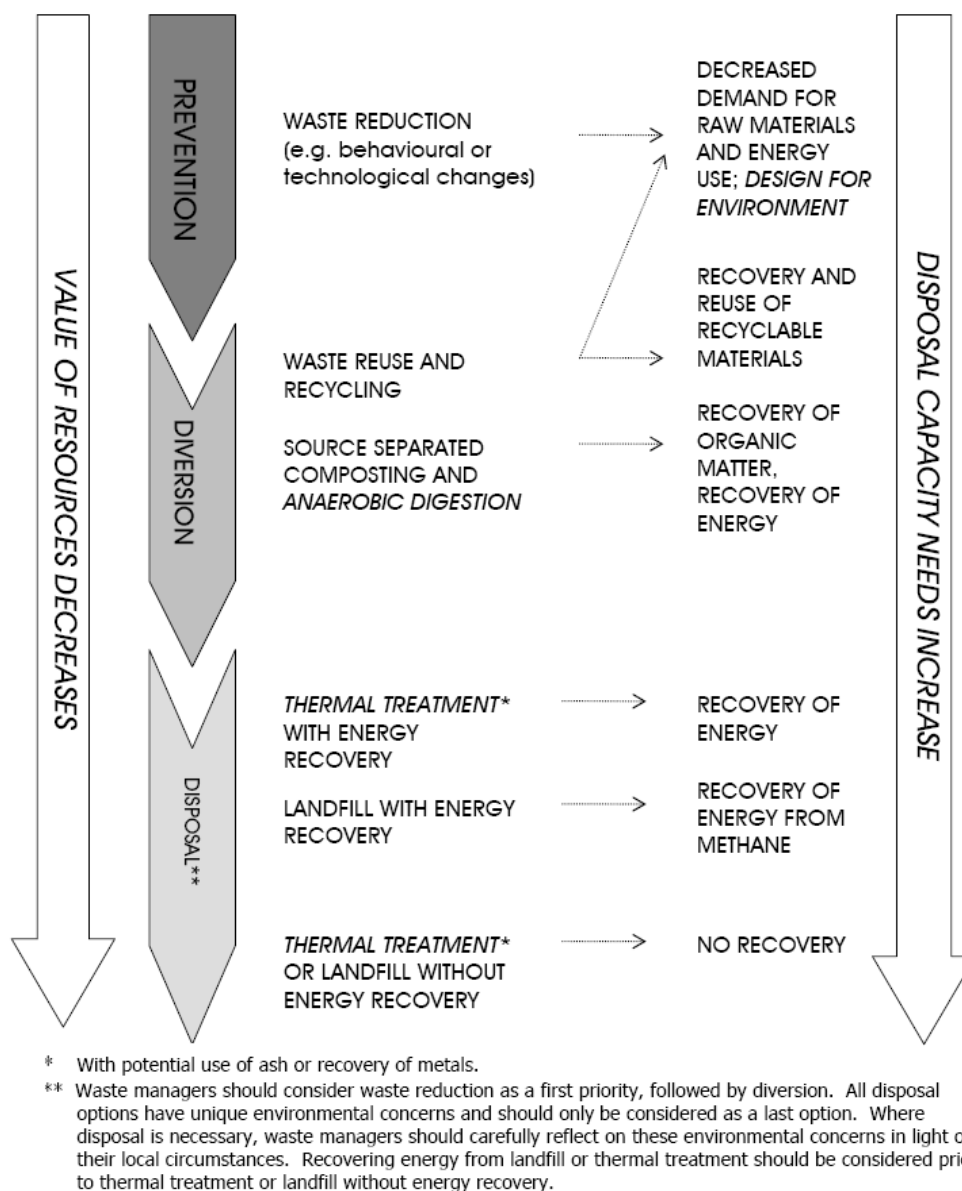 VALUE OF RESOURCES DECREASES
PREVENTION
WASTE REDUCTION
(e.g. behavioural or
technological changes)
DECREASED
DEMAND FOR
RAW MATERIALS
AND ENERGY
USE; DESIGN FOR
ENVIRONMENT
DIVERSION
WASTE REUSE AND
RECYCLING
RECOVERY AND
REUSE OF
RECYCLABLE
MATERIALS
SOURCE SEPARATED
COMPOSTING AND
ANAEROBIC DIGESTION
RECOVERY OF
ORGANIC
MATTER,
RECOVERY OF
ENERGY
DISPOSAL**
THERMAL TREATMENT*
WITH ENERGY
RECOVERY
RECOVERY OF
ENERGY
LANDFILL WITH ENERGY
RECOVERY
RECOVERY OF
ENERGY FROM
METHANE
THERMAL TREATMENT*
OR LANDFILL WITHOUT
ENERGY RECOVERY
NO RECOVERY
DISPOSAL CAPACITY NEEDS INCREASE
* With potential use of ash or recovery of metals.
** Waste managers should consider waste reduction as a first priority, followed by diversion. All disposal
options have unique environmental concerns and should only be considered as a last option. Where
disposal is necessary, waste managers should carefully reflect on these environmental concerns in light
their local circumstances. Recovering energy from landfill or thermal treatment should be considered
to thermal treatment or landfill without energy recovery.